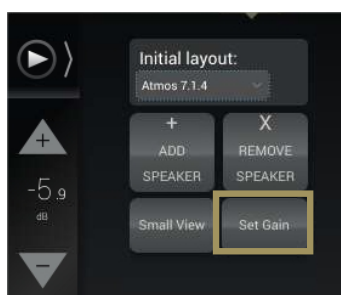 Initial layout:
Atmos 7.1.4
+
ADD
SPEAKER
X
REMOVE
SPEAKER
+
-5.9
dB
Small View
Set Gain
−